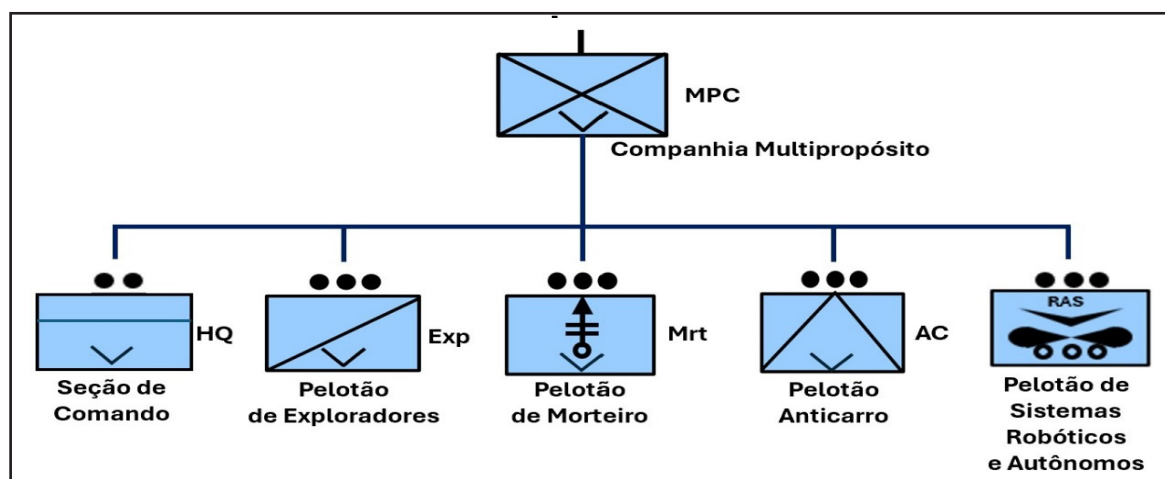 MPC
Companhia Multipropósito
HQ
Seção de
Comando
Exp
Pelotão
de Exploradores
Mrt
Pelotão
de Morteiro
AC
Pelotão
Anticarro
RAS
Pelotão de
Sistemas
Robóticos
e Autônomos